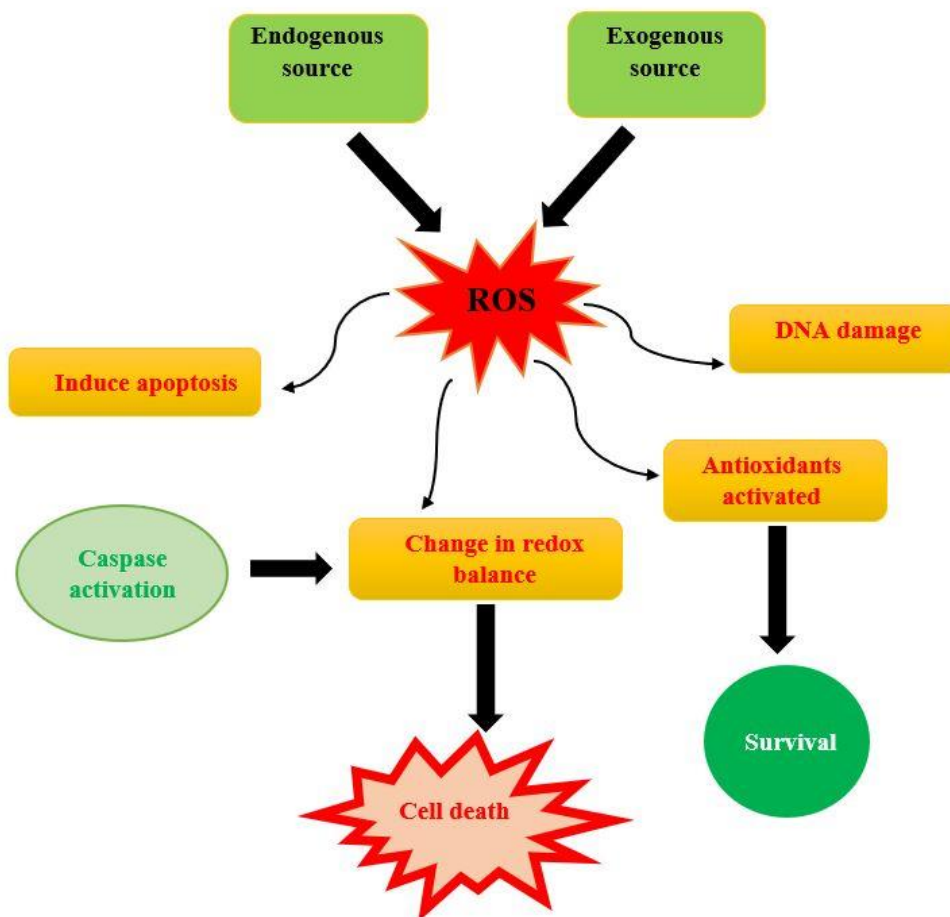 Endogenous
source
Exogenous
source
ROS
DNA damage
Induce apoptosis
Antioxidants
activated
Change in redox
balance
Caspase
activation
Survival
Cell death